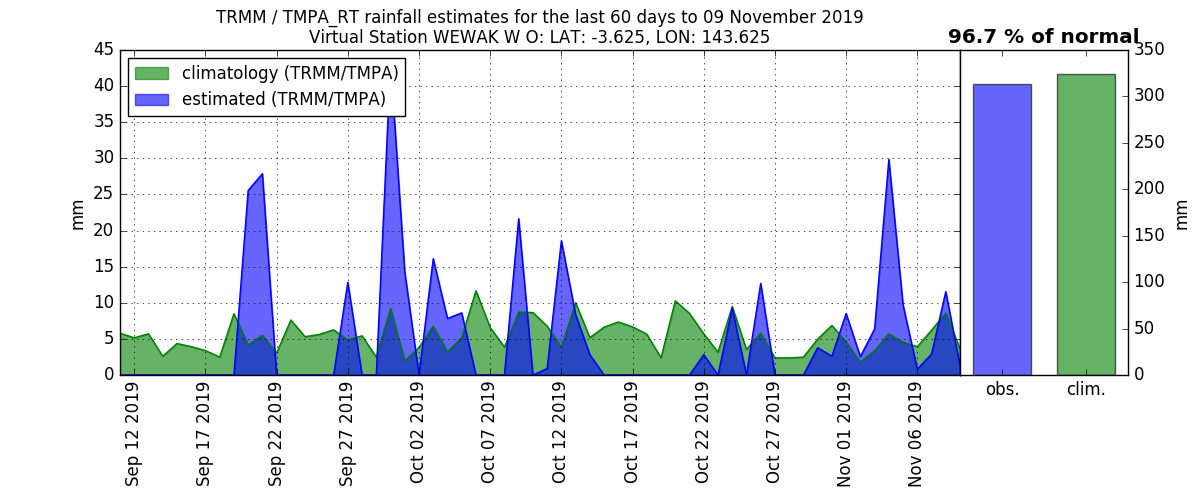 TRMM / TMPA_RT rainfall estimates for the last 60 days to 09 November 2019
Virtual Station WEWAK W O: LAT: -3.625, LON: 143.625
96.7 % of normal
climatology (TRMM/TMPA)
estimated (TRMM/TMPA)
mm
45
40
35
30
25
20
15
10
5
0
Sep 12 2019
Sep 17 2019
Sep 22 2019
Sep 27 2019
Oct 02 2019
Oct 07 2019
Oct 12 2019
Oct 17 2019
Oct 22 2019
Oct 27 2019
Nov 01 2019
Nov 06 2019
obs.
clim.
350
300
250
200
150
100
50
0
mm